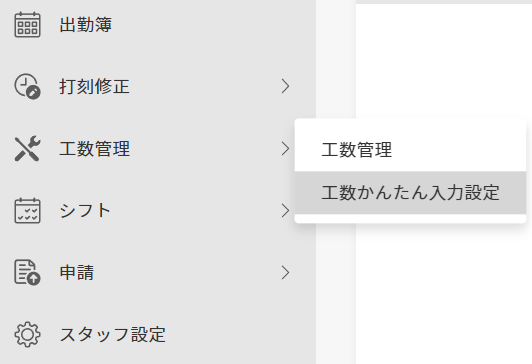 出勤簿
打刻修正
工数管理
工数管理
工数かんたん入力設定
シフト
申請
スタッフ設定